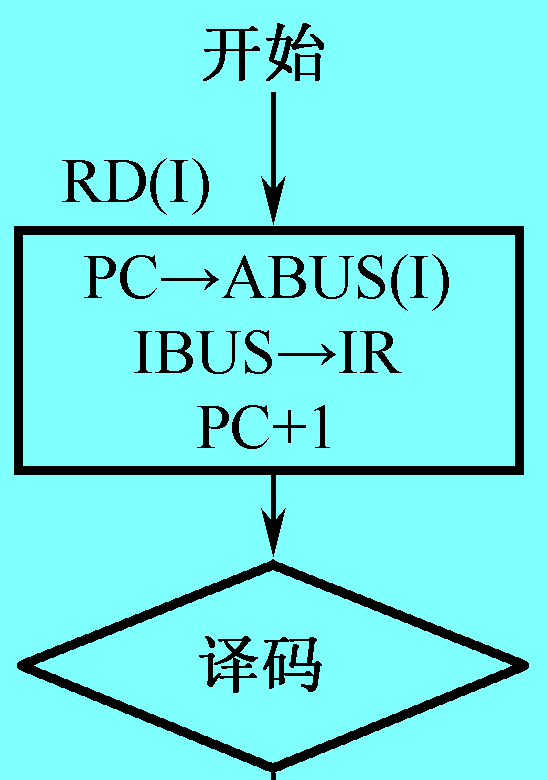 开始
RD(I)
PC→ABUS(I)
IBUS→IR
PC+1
译码